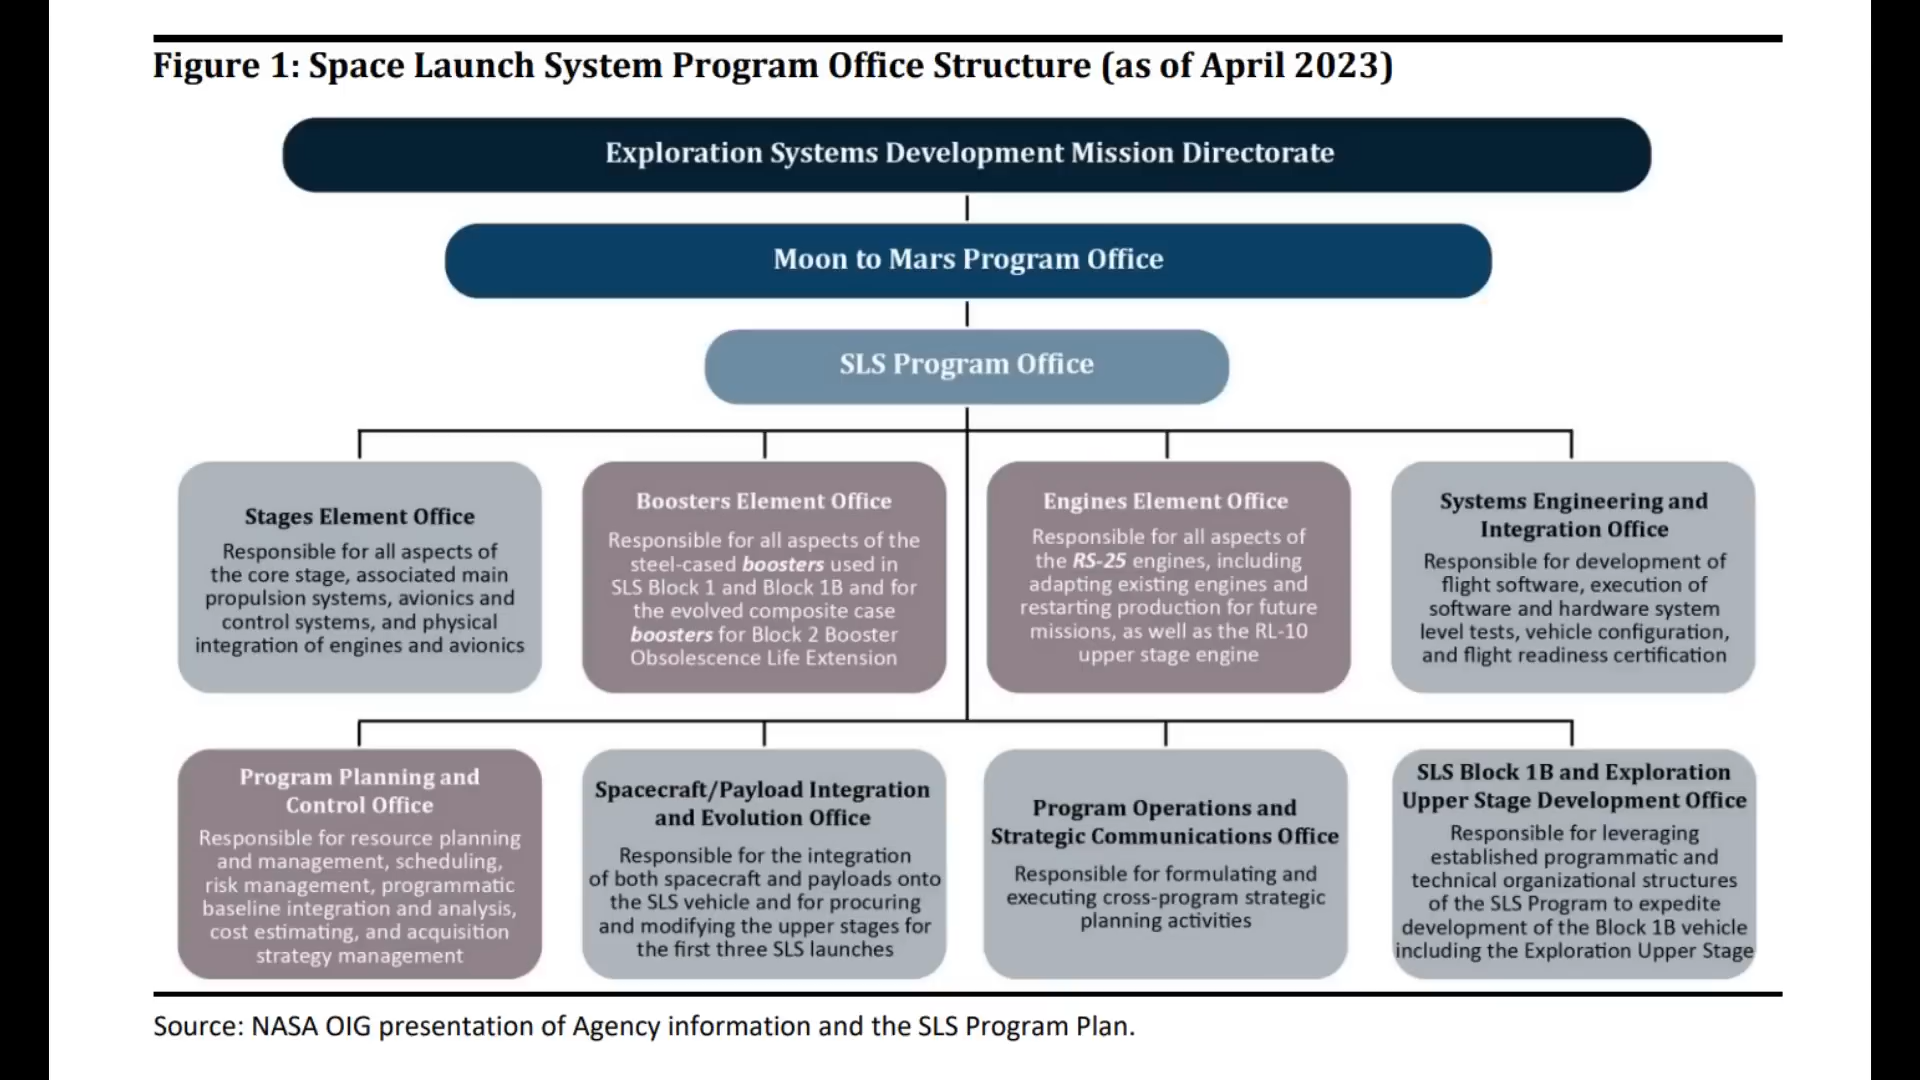 Figure 1: Space Launch System Program Office Structure (as of April 2023)
Exploration Systems Development Mission Directorate
Moon to Mars Program Office
SLS Program Office
Stages Element Office
Responsible for all aspects of
the core stage, associated main
propulsion systems, avionics and
control systems, and physical
integration of engines and avionics
Boosters Element Office
Responsible for all aspects of the
steel-cased boosters used in
SLS Block 1 and Block 1B and for
the evolved composite case
boosters for Block 2 Booster
Obsolescence Life Extension
Engines Element Office
Responsible for all aspects of
the RS-25 engines, including
adapting existing engines and
restarting production for future
missions, as well as the RL-10
upper stage engine
Systems Engineering and
Integration Office
Responsible for development of
flight software, execution of
software and hardware system
level tests, vehicle configuration,
and flight readiness certification
Program Planning and
Control Office
Responsible for resource planning
and management, scheduling,
risk management, programmatic
baseline integration and analysis,
cost estimating, and acquisition
strategy management
Spacecraft/Payload Integration
and Evolution Office
Responsible for the integration
of both spacecraft and payloads onto
the SLS vehicle and for procuring
and modifying the upper stages for
the first three SLS launches
Program Operations and
Strategic Communications Office
Responsible for formulating and
executing cross-program strategic
planning activities
SLS Block 1B and Exploration
Upper Stage Development Office
Responsible for leveraging
established programmatic and
technical organizational structures
of the SLS Program to expedite
development of the Block 1B vehicle
including the Exploration Upper Stage
Source: NASA OIG presentation of Agency information and the SLS Program Plan.